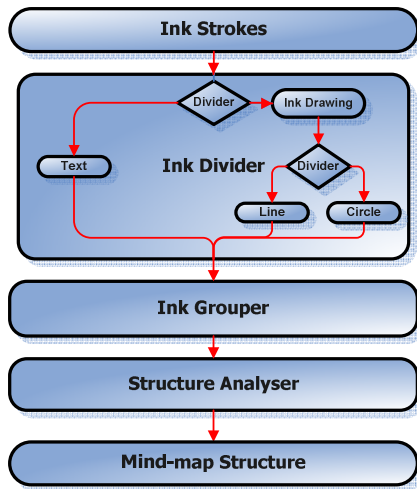 Ink Strokes
Divider
Ink Drawing
Text
Ink Divider
Divider
Line
Circle
Ink Grouper
Structure Analyser
Mind-map Structure